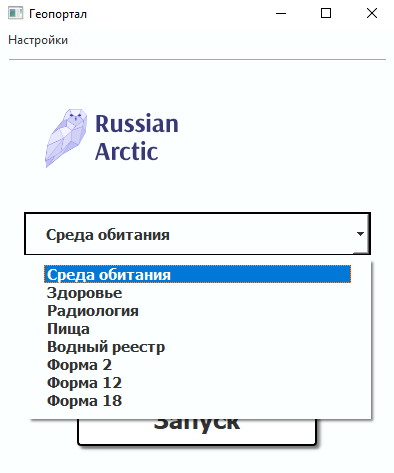 Геопортал
Настройки
Russian
Arctic
Среда обитания
Среда обитания
Здоровье
Радиология
Пища
Водный реестр
Форма 2
Форма 12
Форма 18
Запуск